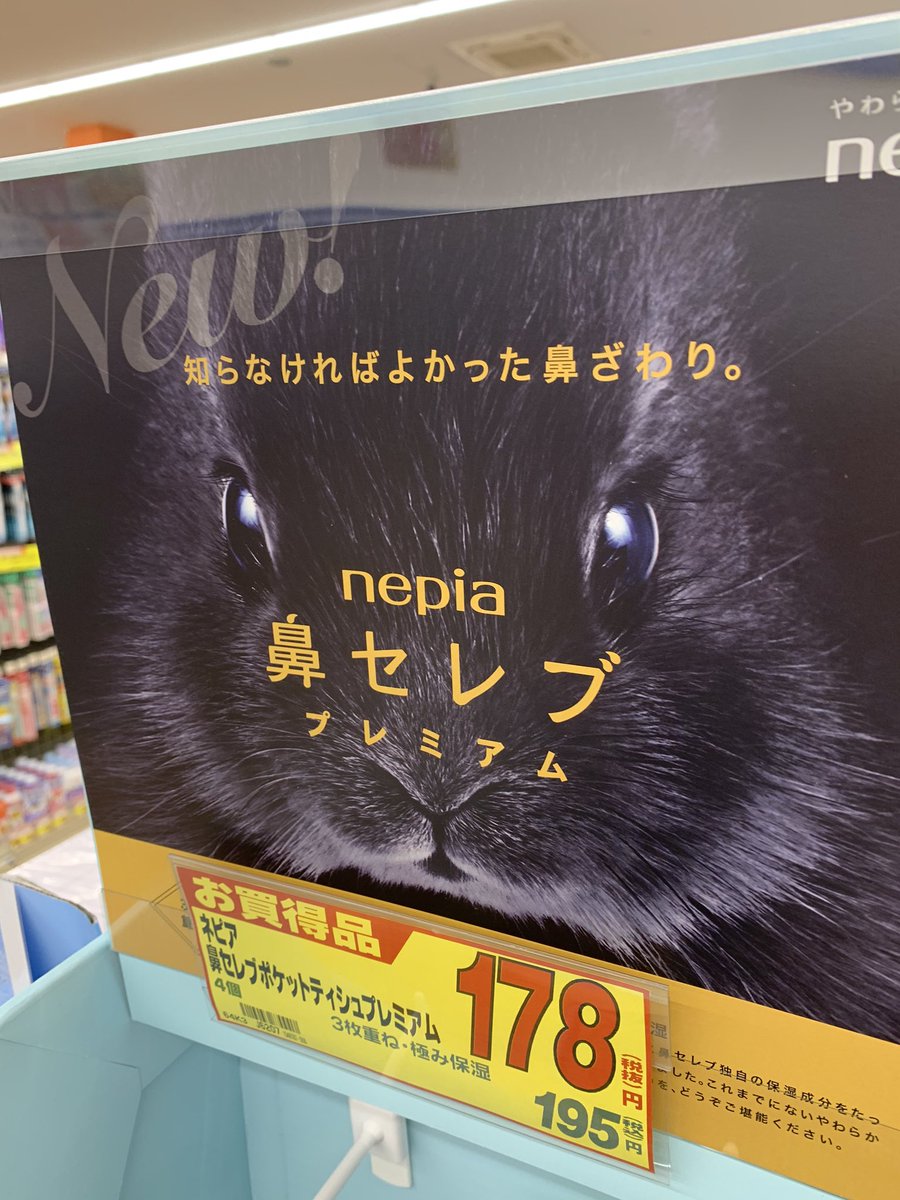 やわら
ne
New!
知らなければよかった鼻ざわり。
nepia
鼻セレブ
プレミアム
お買得品
ネピア
鼻セレブポケットティシュプレミアム
4個
3枚重ね・極み保湿
178(税抜)円
195税込円
湿
鼻セレブ独自の保湿成分をたっ
した。これまでにないやわらか
を、どうぞご堪能ください。